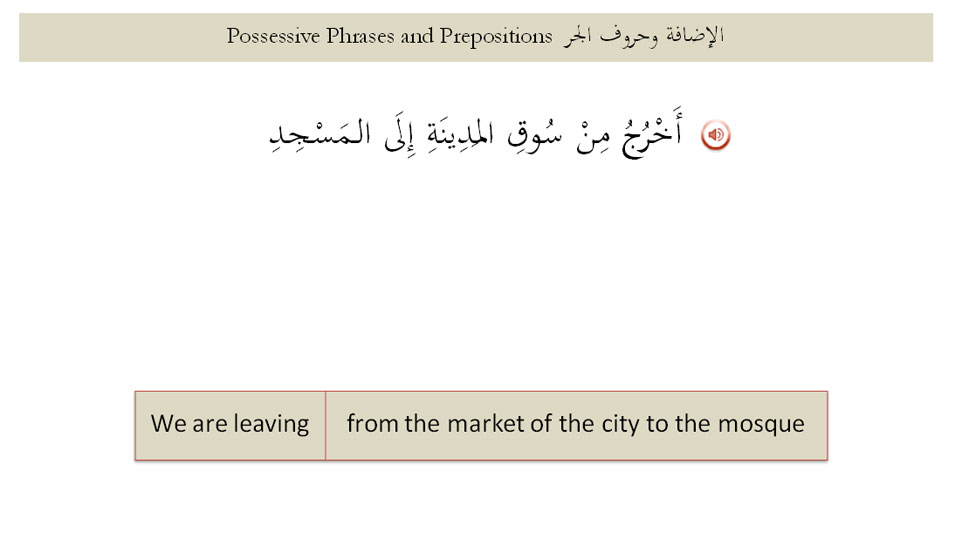 Possessive Phrases and Prepositions الإضافة وحروف الجر
أَخْرُجُ مِنْ سُوقِ المَدِينَةِ إِلَى المَسْجِدِ
We are leaving
from the market of the city to the mosque